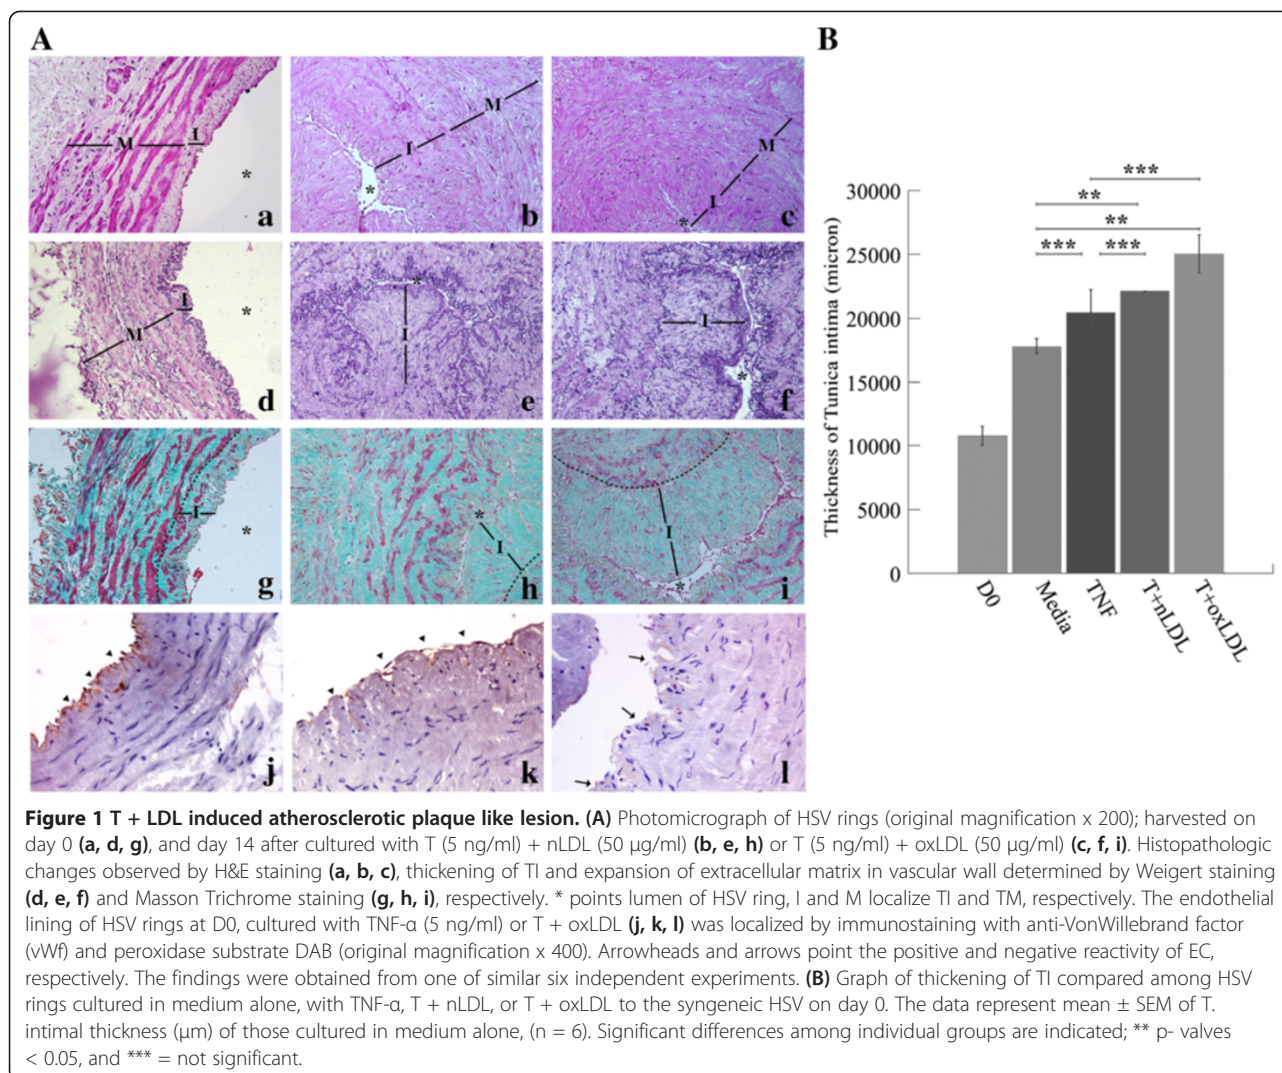 A
B
M
I
*
a
I
M
*
b
M
I
*
c
M
I
*
d
*
I
e
I
*
f
I
*
g
*
I
h
I
*
i
j
k
l
Thickness of Tunica intima (micron)
30000
25000
20000
15000
10000
5000
0
***
**
**
*** ***
D0
Media
TNF
T+nLDL
T+oxLDL
Figure 1 T + LDL induced atherosclerotic plaque like lesion. (A) Photomicrograph of HSV rings (original magnification x 200); harvested on
day 0 (a, d, g), and day 14 after cultured with T (5 ng/ml) + nLDL (50 μg/ml) (b, e, h) or T (5 ng/ml) + oxLDL (50 μg/ml) (c, f, i). Histopathologic
changes observed by H&E staining (a, b, c), thickening of TI and expansion of extracellular matrix in vascular wall determined by Weigert staining
(d, e, f) and Masson Trichrome staining (g, h, i), respectively. * points lumen of HSV ring, I and M localize TI and TM, respectively. The endothelial
lining of HSV rings at D0, cultured with TNF-α (5 ng/ml) or T + oxLDL (j, k, l) was localized by immunostaining with anti-VonWillebrand factor
(vWf) and peroxidase substrate DAB (original magnification x 400). Arrowheads and arrows point the positive and negative reactivity of EC,
respectively. The findings were obtained from one of similar six independent experiments. (B) Graph of thickening of TI compared among HSV
rings cultured in medium alone, with TNF-α, T + nLDL, or T + oxLDL to the syngeneic HSV on day 0. The data represent mean ± SEM of T.
intimal thickness (μm) of those cultured in medium alone, (n = 6). Significant differences among individual groups are indicated; ** p- valves
< 0.05, and *** = not significant.